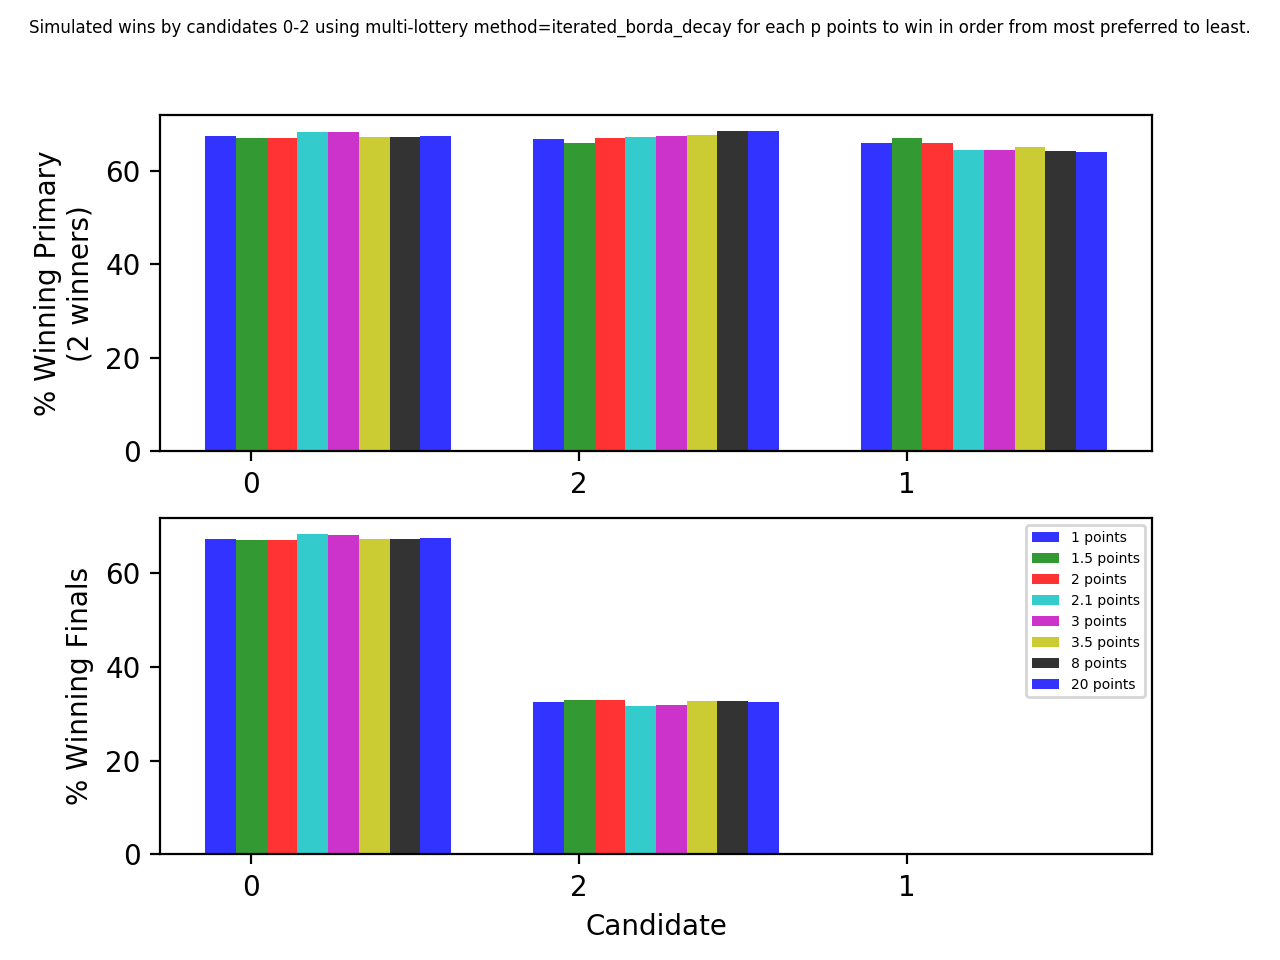 Simulated wins by candidates 0-2 using multi-lottery method=iterated_borda_decay for each p points to win in order from most preferred to least.
% Winning Primary
(2 winners)
60
40
20
0
0 2 1
% Winning Finals
60
40
20
0
1 points
1.5 points
2 points
2.1 points
3 points
3.5 points
8 points
20 points
0 2 1
Candidate